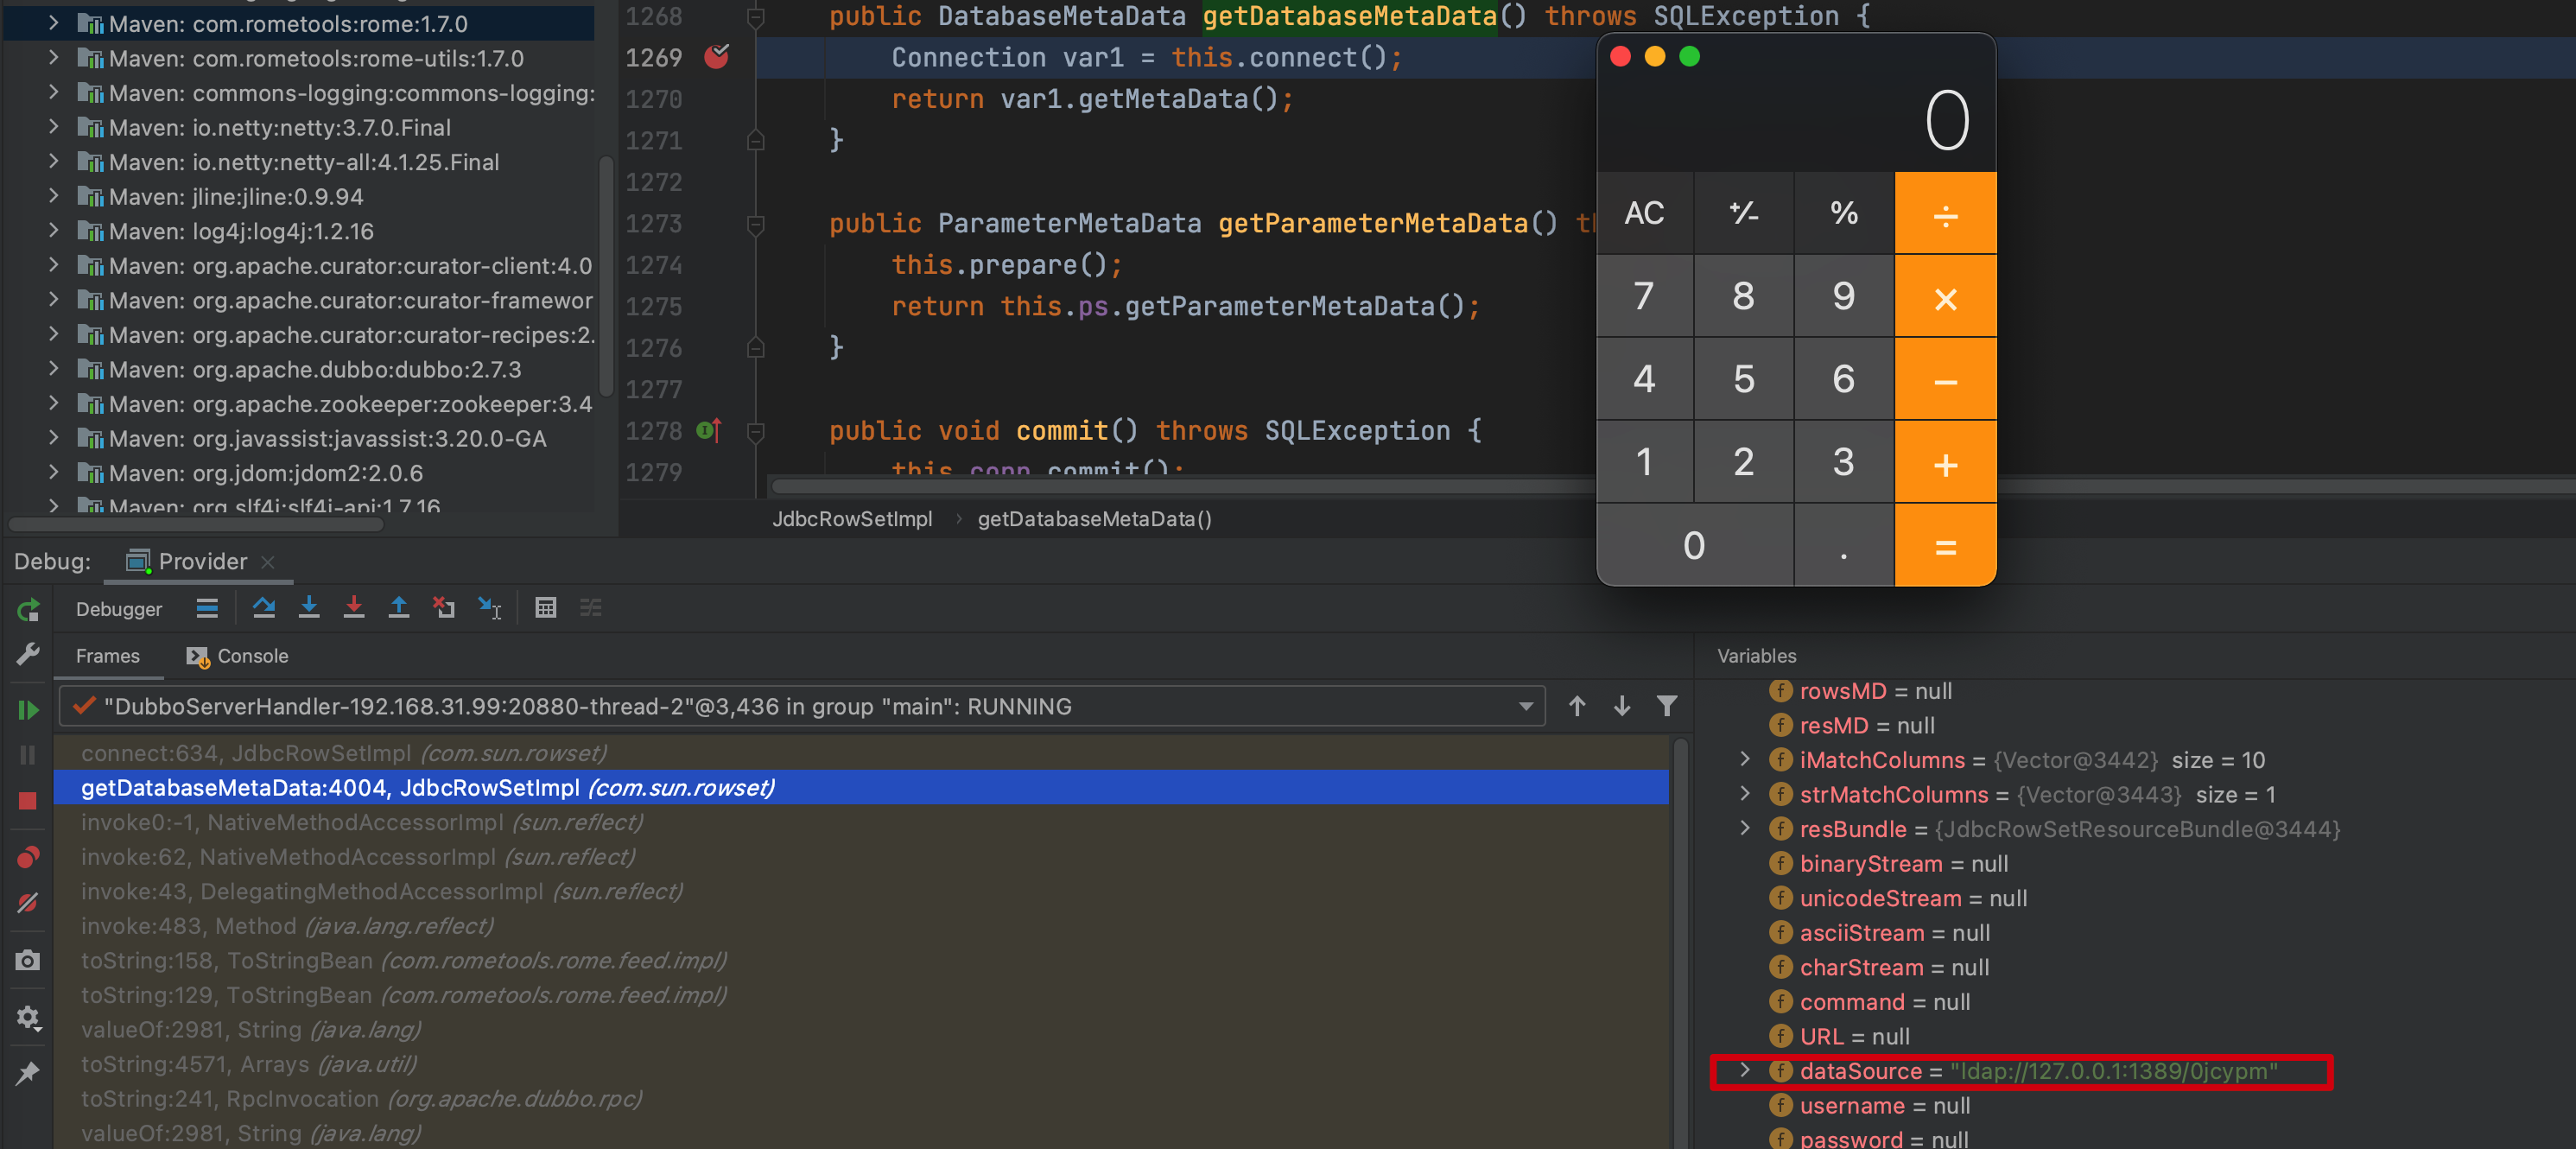 Maven: com.rometools:rome:1.7.0
Maven: com.rometools:rome-utils:1.7.0
Maven: commons-logging:commons-logging:
Maven: io.netty:netty:3.7.0.Final
Maven: io.netty:netty-all:4.1.25.Final
Maven: jline:jline:0.9.94
Maven: log4j:log4j:1.2.16
Maven: org.apache.curator:curator-client:4.0
Maven: org.apache.curator:curator-framewor
Maven: org.apache.curator:curator-recipes:2.
Maven: org.apache.dubbo:dubbo:2.7.3
Maven: org.apache.zookeeper:zookeeper:3.4
Maven: org.javassist:javassist:3.20.0-GA
Maven: org.jdom:jdom2:2.0.6
Maven: org.slf4j:slf4j-api:1.7.16
1268 public DatabaseMetaData getDatabaseMetaData() throws SQLException {
1269 Connection var1 = this.connect();
1270 return var1.getMetaData();
1271 }
1272
1273 public ParameterMetaData getParameterMetaData() th
1274 this.prepare();
1275 return this.ps.getParameterMetaData();
1276 }
1277
1278 public void commit() throws SQLException {
1279 this.conn.commit();
JdbcRowSetImpl › getDatabaseMetaData()
0
AC +/- % ÷
7 8 9 ×
4 5 6 −
1 2 3 +
0 . =
Debug: Provider
Debugger
Frames Console
"DubboServerHandler-192.168.31.99:20880-thread-2"@3,436 in group "main": RUNNING
connect:634, JdbcRowSetImpl (com.sun.rowset)
getDatabaseMetaData:4004, JdbcRowSetImpl (com.sun.rowset)
invoke0:-1, NativeMethodAccessorImpl (sun.reflect)
invoke:62, NativeMethodAccessorImpl (sun.reflect)
invoke:43, DelegatingMethodAccessorImpl (sun.reflect)
invoke:483, Method (java.lang.reflect)
toString:158, ToStringBean (com.rometools.rome.feed.impl)
toString:129, ToStringBean (com.rometools.rome.feed.impl)
valueOf:2981, String (java.lang)
toString:4571, Arrays (java.util)
toString:241, RpcInvocation (org.apache.dubbo.rpc)
valueOf:2981, String (java.lang)
Variables
f rowsMD = null
f resMD = null
f iMatchColumns = {Vector@3442} size = 10
f strMatchColumns = {Vector@3443} size = 1
f resBundle = {JdbcRowSetResourceBundle@3444}
f binaryStream = null
f unicodeStream = null
f asciiStream = null
f charStream = null
f command = null
f URL = null
f dataSource = "ldap://127.0.0.1:1389/0jcypm"
f username = null
f password = null